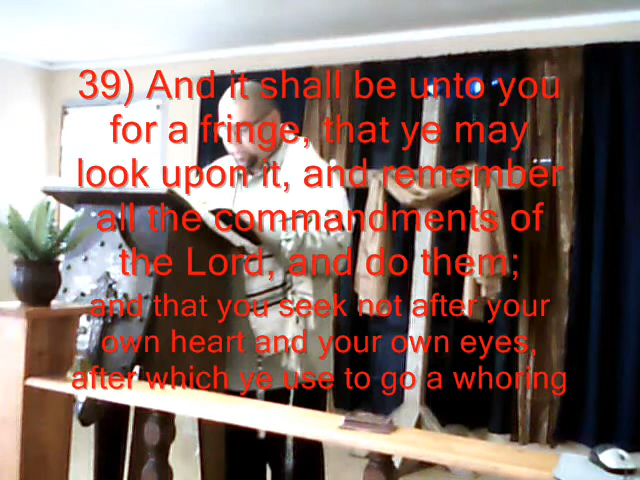 39) And it shall be unto you
for a fringe, that ye may
look upon it, and remember
all the commandments of
the Lord, and do them;
and that you seek not after your
own heart and your own eyes,
after which ye use to go a whoring